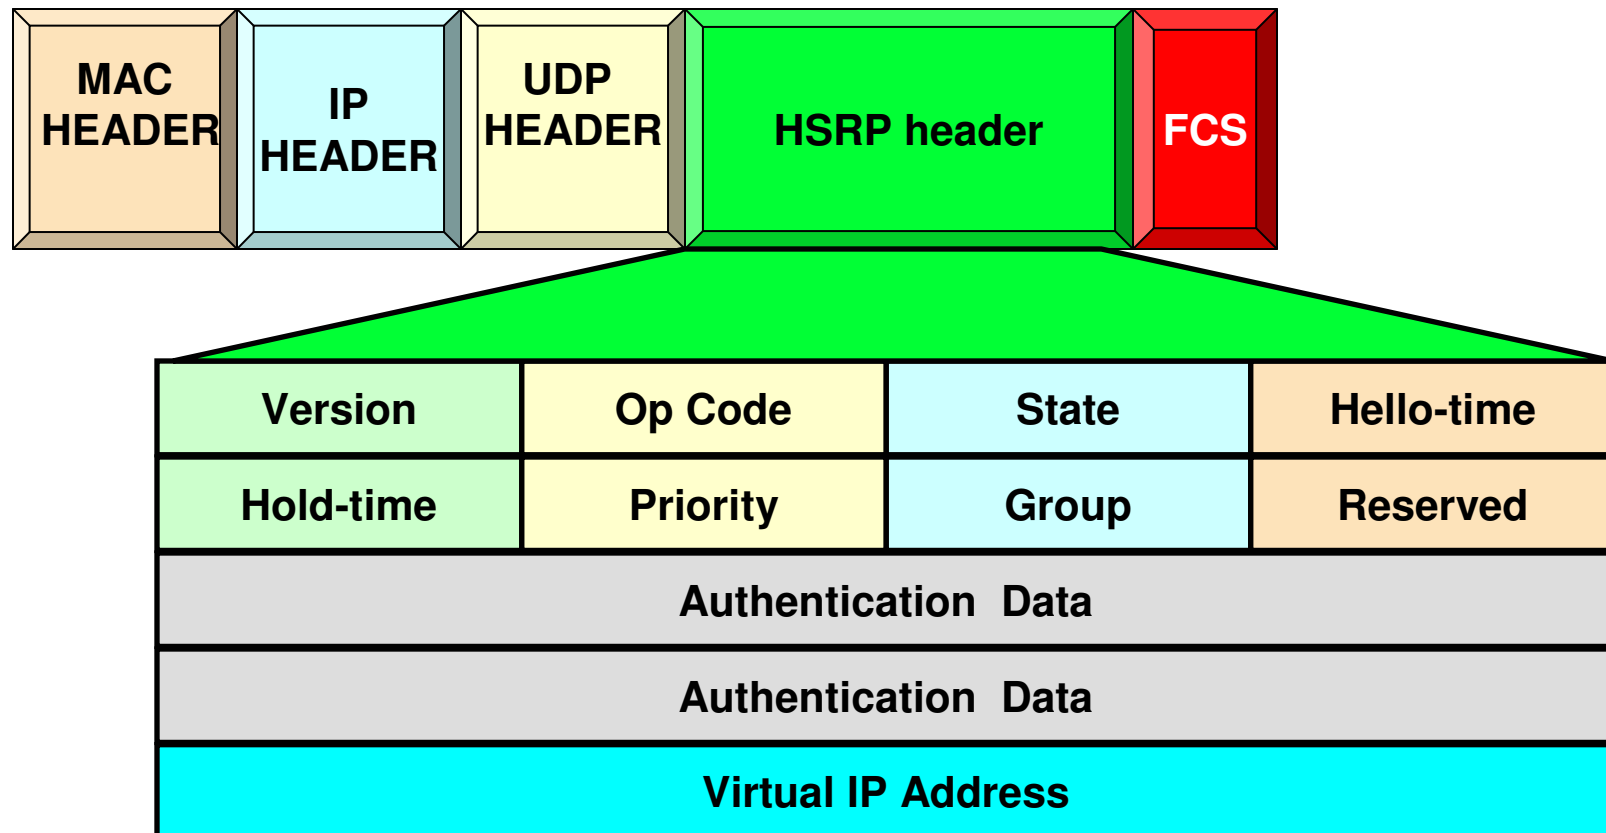 MAC
HEADER
IP
HEADER
UDP
HEADER
HSRP header
FCS
Version
Op Code
State
Hello-time
Hold-time
Priority
Group
Reserved
Authentication Data
Authentication Data
Virtual IP Address